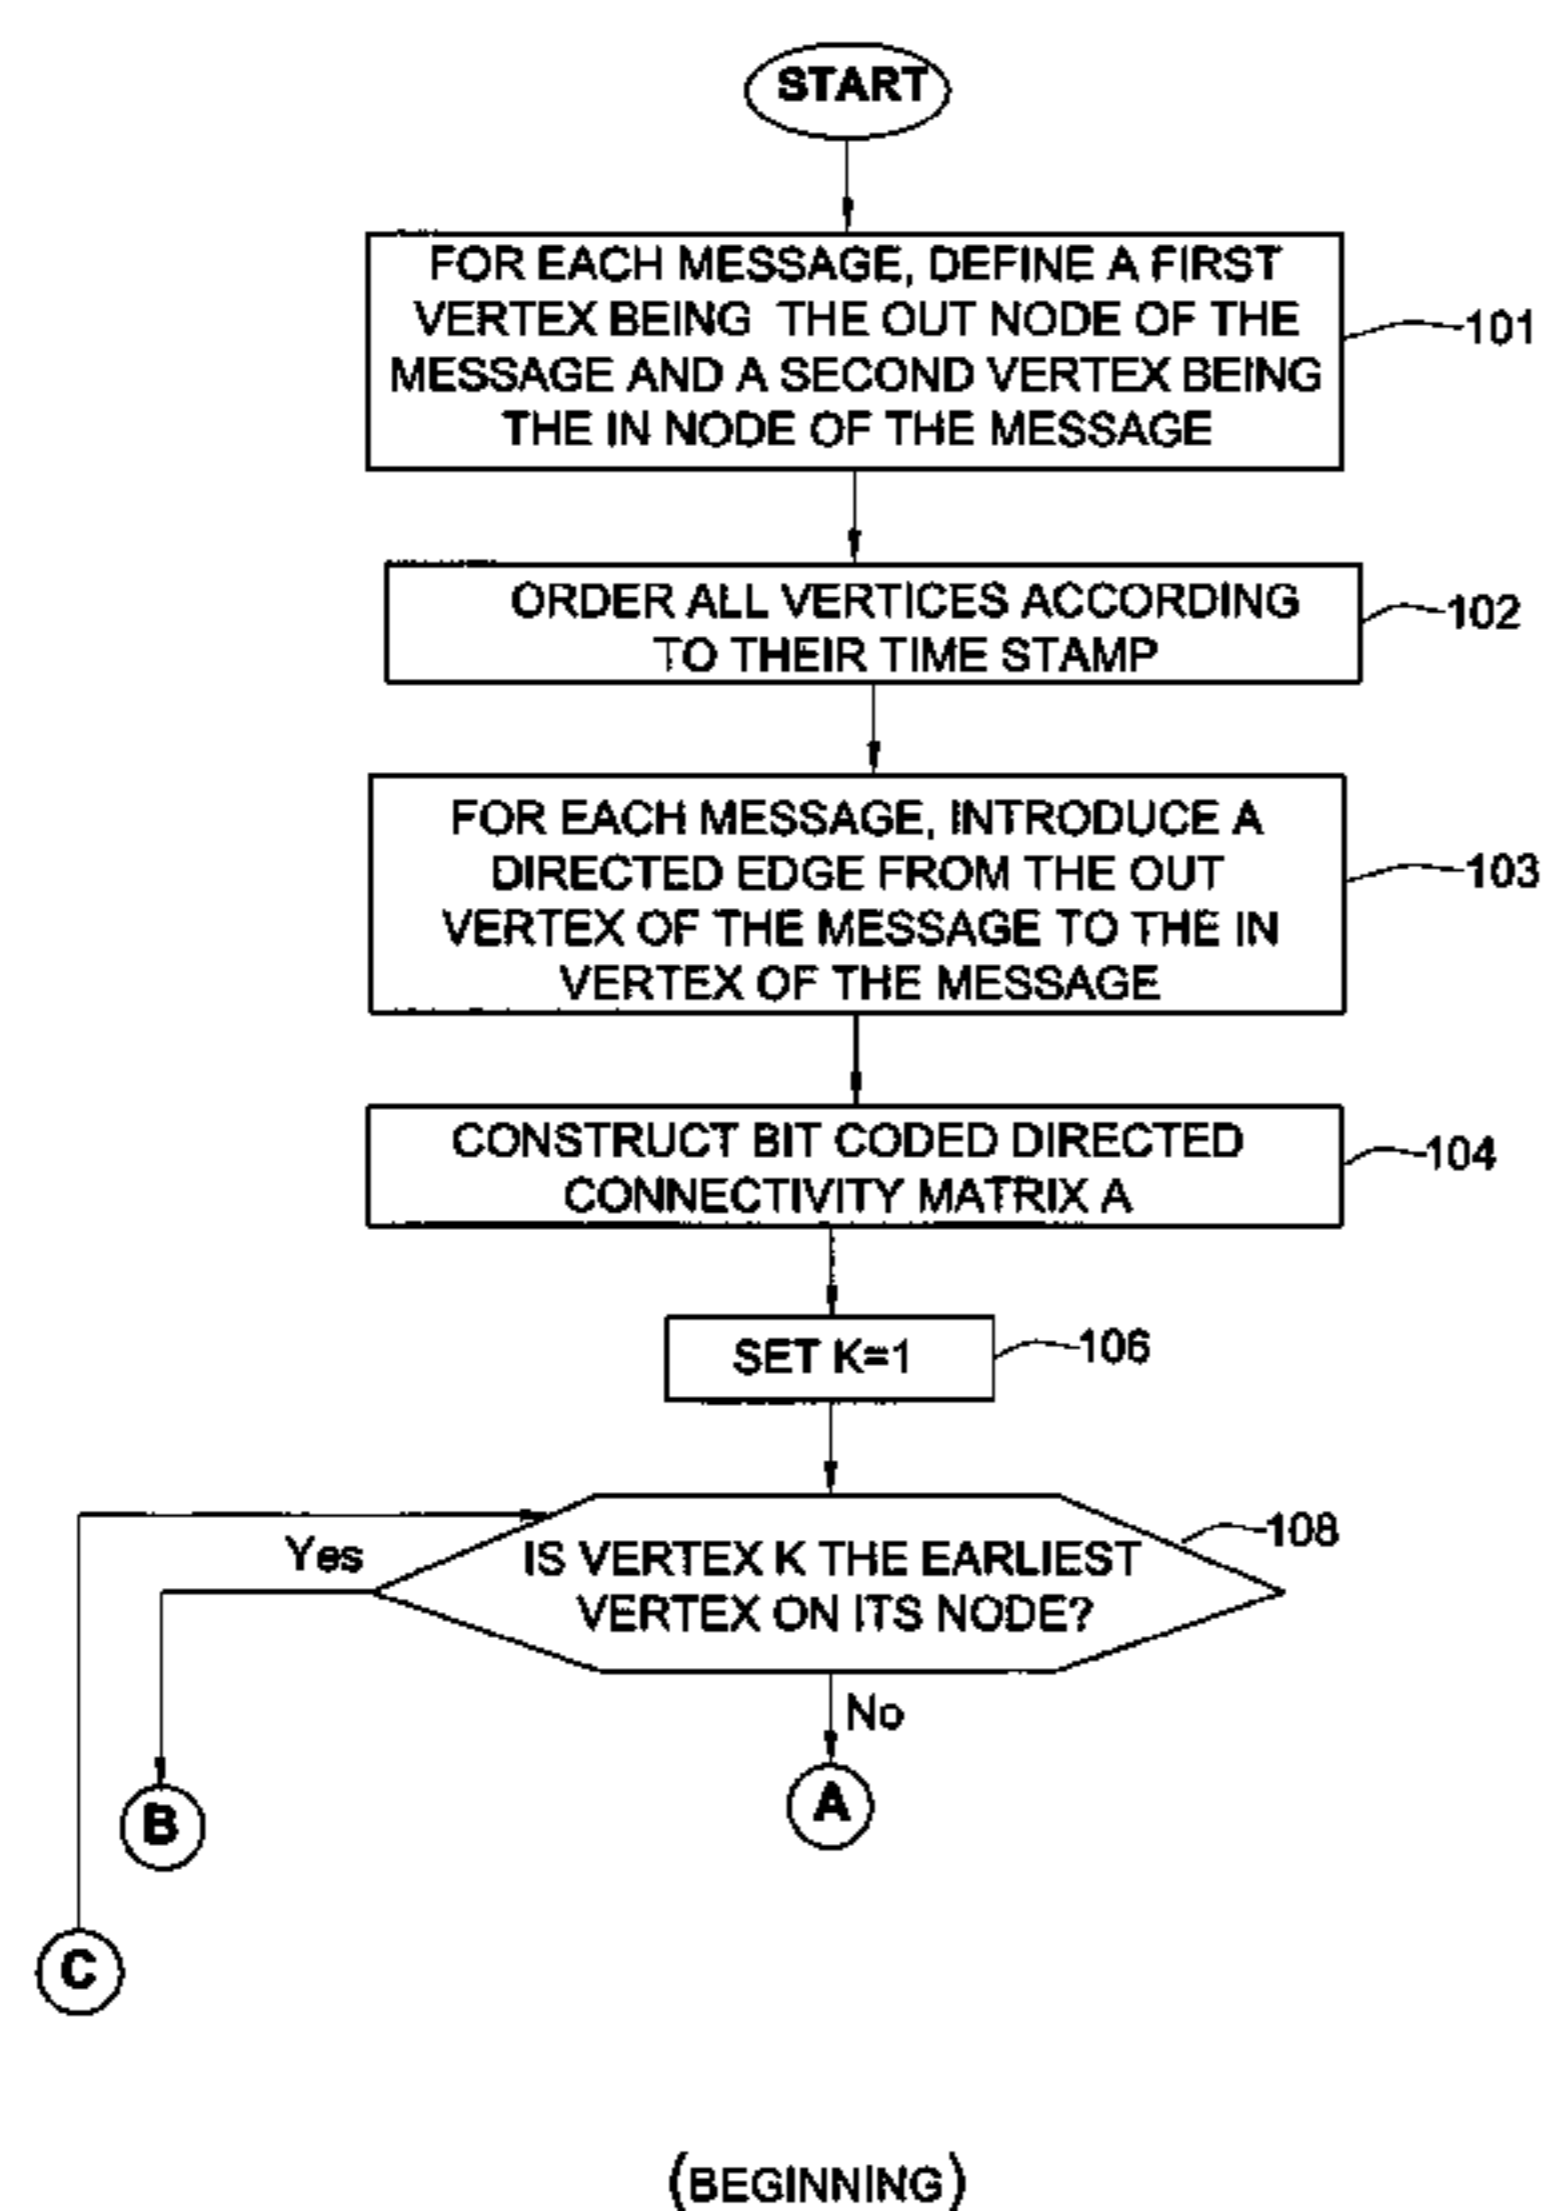 START
FOR EACH MESSAGE, DEFINE A FIRST
VERTEX BEING THE OUT NODE OF THE
MESSAGE AND A SECOND VERTEX BEING
THE IN NODE OF THE MESSAGE
101
ORDER ALL VERTICES ACCORDING
TO THEIR TIME STAMP
102
FOR EACH MESSAGE, INTRODUCE A
DIRECTED EDGE FROM THE OUT
VERTEX OF THE MESSAGE TO THE IN
VERTEX OF THE MESSAGE
103
CONSTRUCT BIT CODED DIRECTED
CONNECTIVITY MATRIX A
104
SET K=1
106
IS VERTEX K THE EARLIEST
VERTEX ON ITS NODE?
108
Yes
No
B
A
C
(BEGINNING)